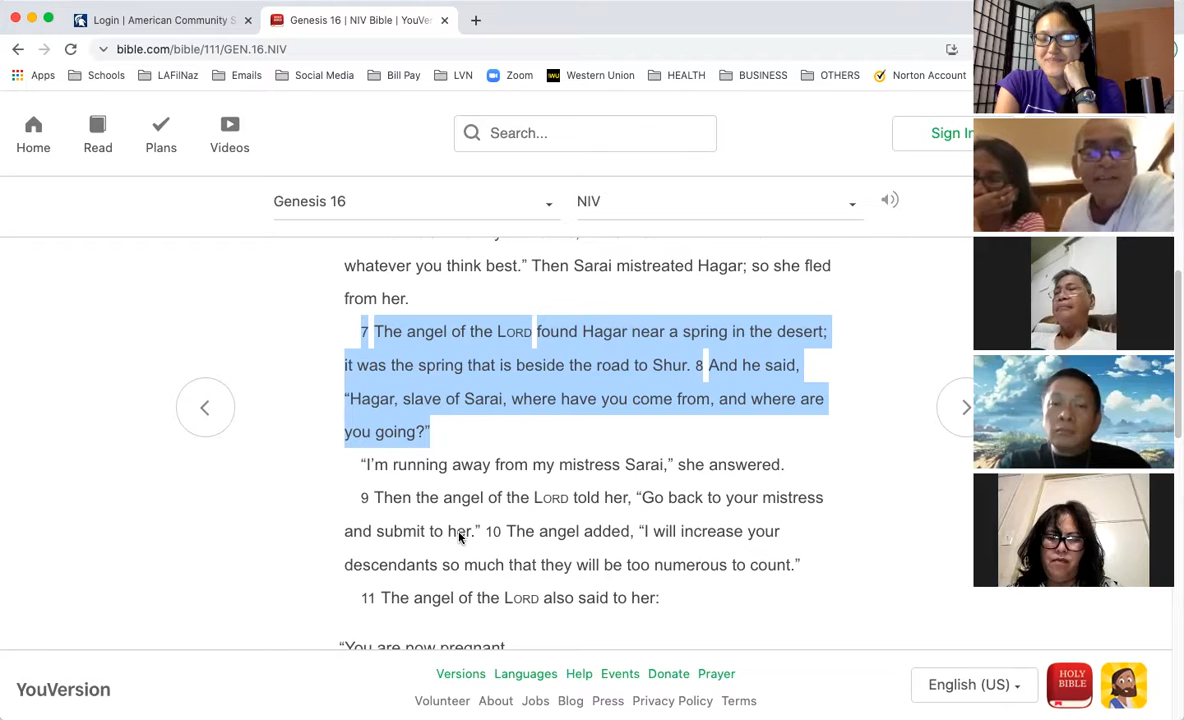 Login | American Community S
Genesis 16 | NIV Bible | YouVer
bible.com/bible/111/GEN.16.NIV
Apps Schools LAFilNaz Emails Social Media Bill Pay LVN Zoom WU Western Union HEALTH BUSINESS OTHERS Norton Account
Home Read Plans Videos
Search...
Sign In
Genesis 16 NIV
whatever you think best.” Then Sarai mistreated Hagar; so she fled
from her.
7 The angel of the LORD found Hagar near a spring in the desert;
it was the spring that is beside the road to Shur. 8 And he said,
“Hagar, slave of Sarai, where have you come from, and where are
you going?”
“I’m running away from my mistress Sarai,” she answered.
9 Then the angel of the LORD told her, “Go back to your mistress
and submit to her.” 10 The angel added, “I will increase your
descendants so much that they will be too numerous to count.”
11 The angel of the LORD also said to her:
“You are now pregnant
YouVersion
Versions Languages Help Events Donate Prayer
Volunteer About Jobs Blog Press Privacy Policy Terms
English (US)
HOLY
BIBLE